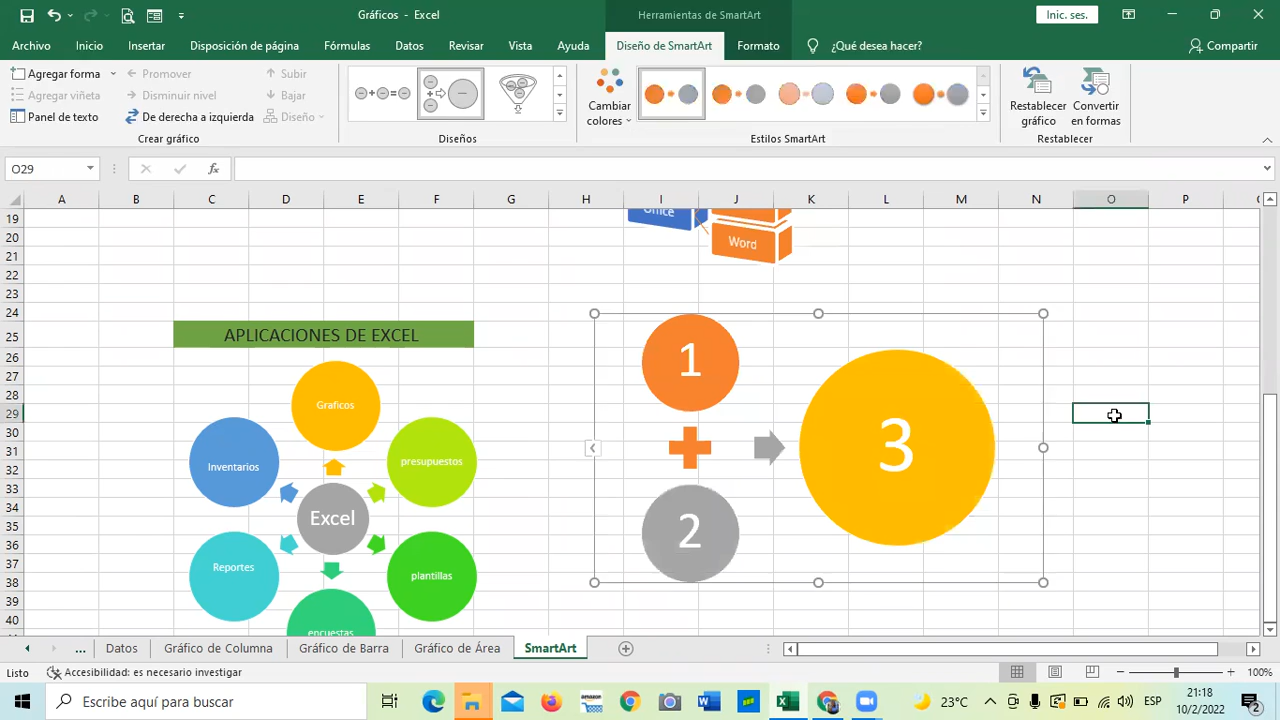 Gráficos - Excel
Herramientas de SmartArt
Inic. ses.
Archivo
Inicio
Insertar
Disposición de página
Fórmulas
Datos
Revisar
Vista
Ayuda
Diseño de SmartArt
Formato
¿Qué desea hacer?
Compartir
Agregar forma
Promover
Subir
Agregar viñeta
Disminuir nivel
Bajar
Panel de texto
De derecha a izquierda
Diseño
Crear gráfico
Diseños
Cambiar
colores
Estilos SmartArt
Restablecer
gráfico
Convertir
en formas
Restablecer
O29
fx
A B C D E F G H I J K L M N O P
19
20
21
22
23
24
25
26
27
28
29
30
31
32
33
34
35
36
37
38
39
40
Office
Word
APLICACIONES DE EXCEL
Graficos
Inventarios
presupuestos
Excel
Reportes
plantillas
encuestas
1
2
3
... Datos
Gráfico de Columna
Gráfico de Barra
Gráfico de Área
SmartArt
Listo
Accesibilidad: es necesario investigar
100%
Escribe aquí para buscar
amazon
23°C
ESP
21:18
10/2/2022
2